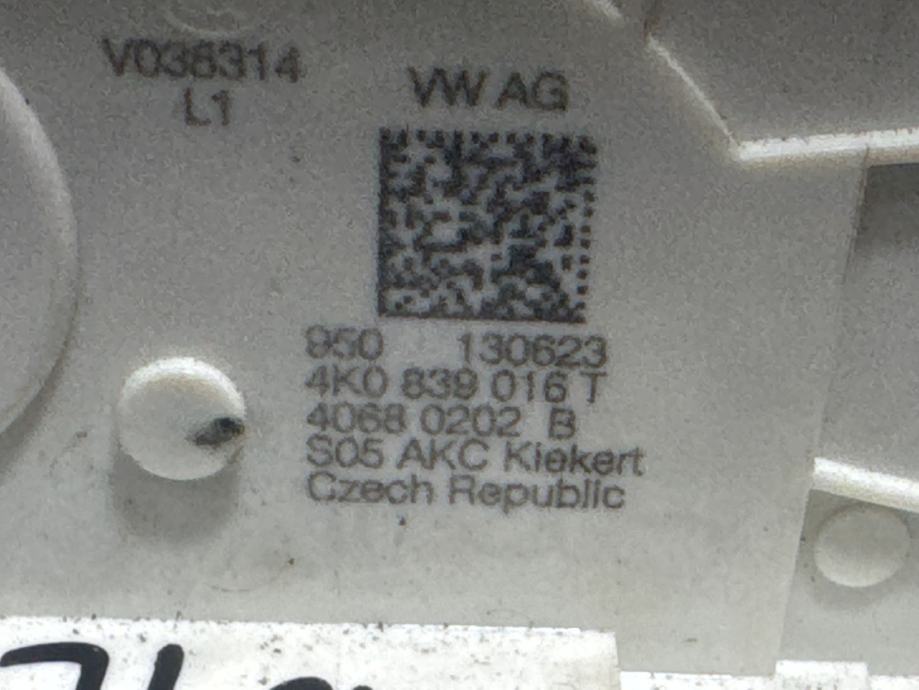 V038314
L1
VW AG
950 130623
4K0 839 016 T
4068 0202 B
S05 AKC Kiekert
Czech Republic